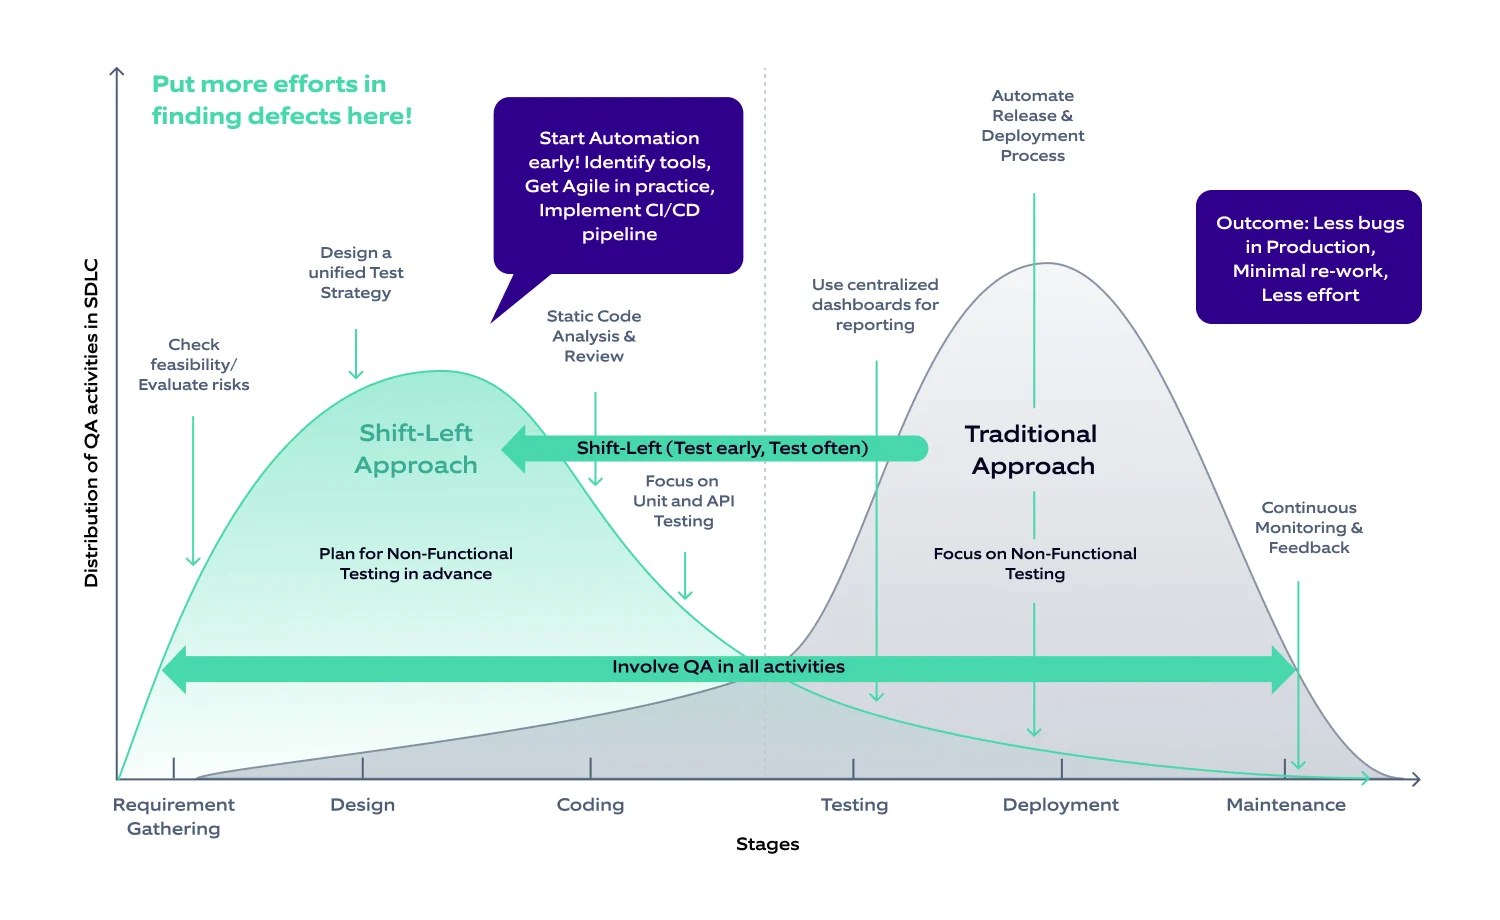 Put more efforts in
finding defects here!
Start Automation
early! Identify tools,
Get Agile in practice,
Implement CI/CD
pipeline
Automate
Release &
Deployment
Process
Outcome: Less bugs
in Production,
Minimal re-work,
Less effort
Design a
unified Test
Strategy
Use centralized
dashboards for
reporting
Static Code
Analysis &
Review
Check
feasibility/
Evaluate risks
Distribution of QA activities in SDLC
Shift-Left
Approach
Shift-Left (Test early, Test often)
Traditional
Approach
Focus on
Unit and API
Testing
Continuous
Monitoring &
Feedback
Plan for Non-Functional
Testing in advance
Focus on Non-Functional
Testing
Involve QA in all activities
Requirement
Gathering
Design
Coding
Testing
Deployment
Maintenance
Stages